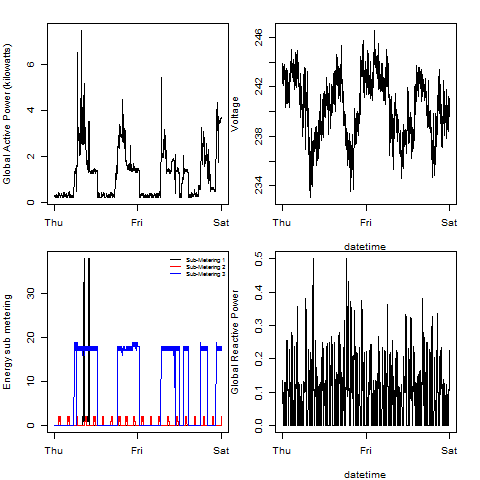 Global Active Power (kilowatts)
6
4
2
0
Thu
Fri
Sat
Voltage
246
242
238
234
Thu
Fri
Sat
datetime
Energy sub metering
30
20
10
0
Thu
Fri
Sat
Sub-Metering 1
Sub-Metering 2
Sub-Metering 3
Global Reactive Power
0.5
0.4
0.3
0.2
0.1
0.0
Thu
Fri
Sat
datetime